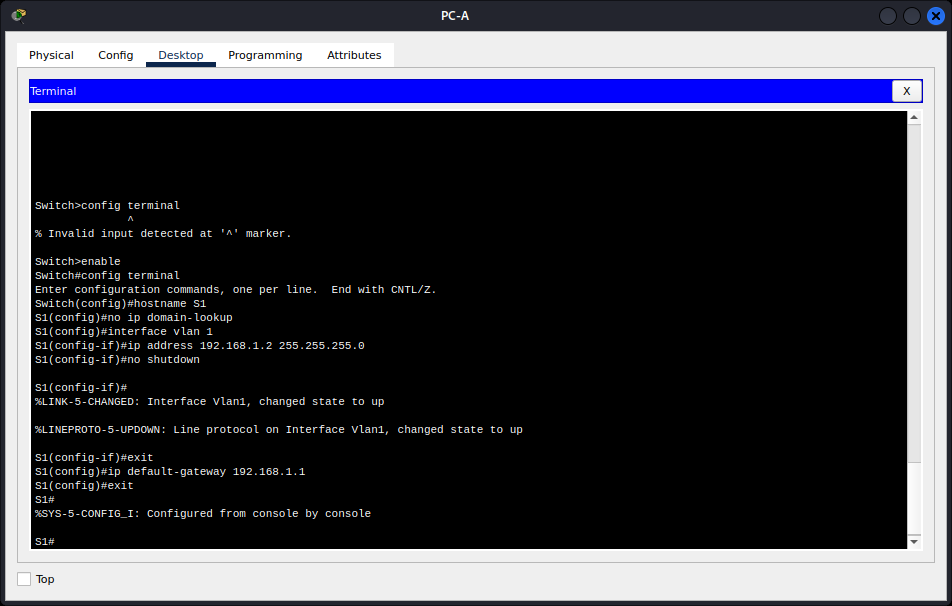 PC-A
Physical Config Desktop Programming Attributes
Terminal
X
Switch>config terminal
^
% Invalid input detected at '^' marker.
Switch>enable
Switch#config terminal
Enter configuration commands, one per line.  End with CNTL/Z.
Switch(config)#hostname S1
S1(config)#no ip domain-lookup
S1(config)#interface vlan 1
S1(config-if)#ip address 192.168.1.2 255.255.255.0
S1(config-if)#no shutdown
S1(config-if)#
%LINK-5-CHANGED: Interface Vlan1, changed state to up
%LINEPROTO-5-UPDOWN: Line protocol on Interface Vlan1, changed state to up
S1(config-if)#exit
S1(config)#ip default-gateway 192.168.1.1
S1(config)#exit
S1#
%SYS-5-CONFIG_I: Configured from console by console
S1#
Top